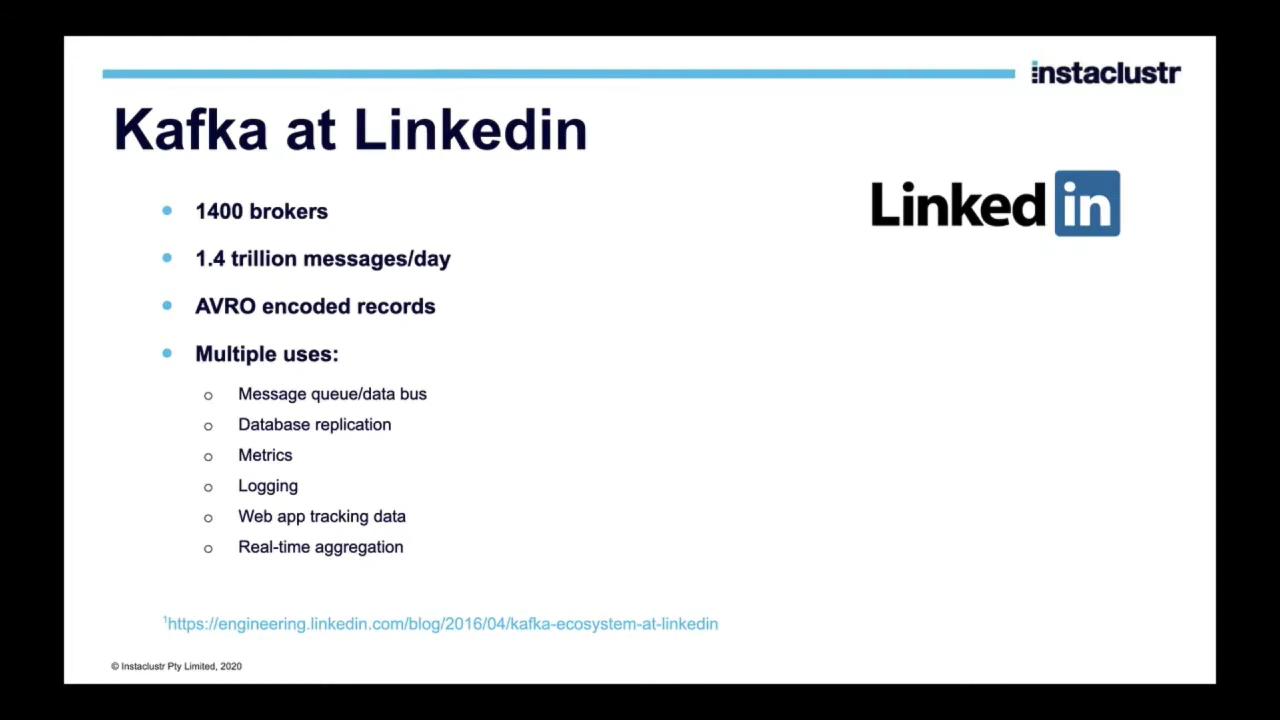 instaclustr
Kafka at Linkedin
Linkedin
1400 brokers
1.4 trillion messages/day
AVRO encoded records
Multiple uses:
Message queue/data bus
Database replication
Metrics
Logging
Web app tracking data
Real-time aggregation
¹https://engineering.linkedin.com/blog/2016/04/kafka-ecosystem-at-linkedin
© Instaclustr Pty Limited, 2020